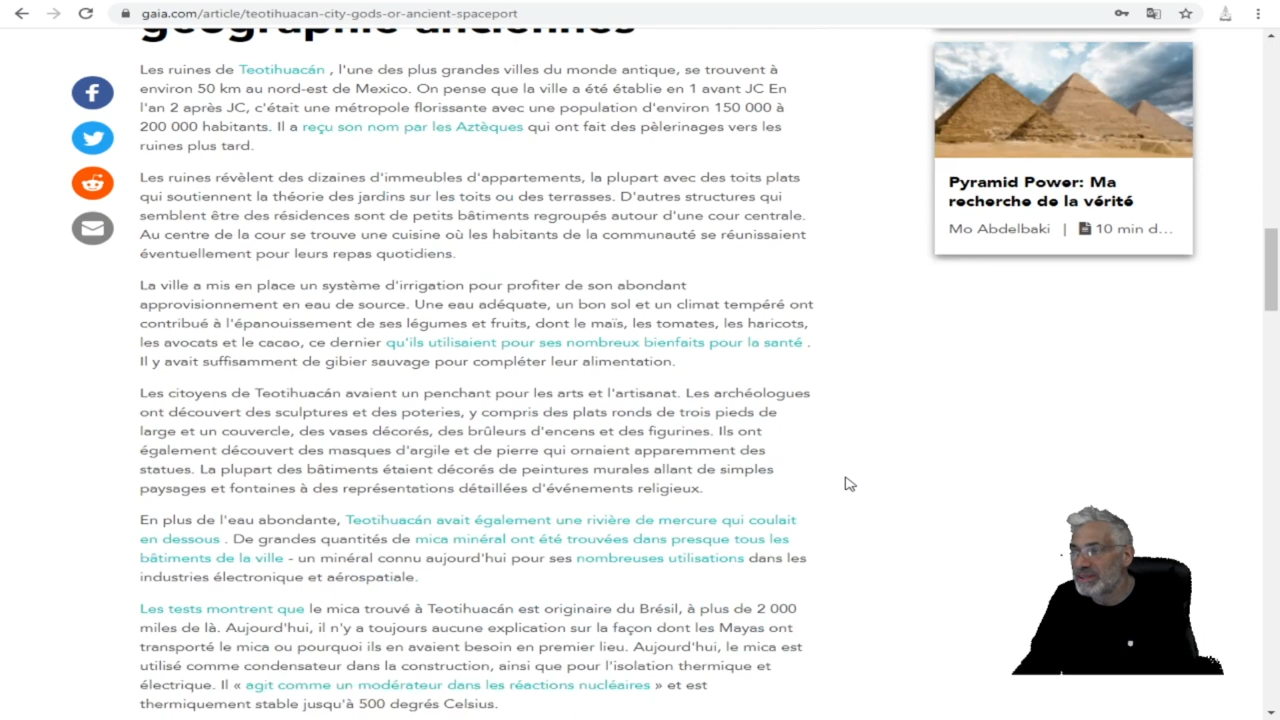 gaia.com/article/teotihuacan-city-gods-or-ancient-spaceport
géographie anciennes
Les ruines de Teotihuacán , l'une des plus grandes villes du monde antique, se trouvent à
environ 50 km au nord-est de Mexico. On pense que la ville a été établie en 1 avant JC En
l'an 2 après JC, c'était une métropole florissante avec une population d'environ 150 000 à
200 000 habitants. Il a reçu son nom par les Aztèques qui ont fait des pèlerinages vers les
ruines plus tard.
Les ruines révèlent des dizaines d'immeubles d'appartements, la plupart avec des toits plats
qui soutiennent la théorie des jardins sur les toits ou des terrasses. D'autres structures qui
semblent être des résidences sont de petits bâtiments regroupés autour d'une cour centrale.
Au centre de la cour se trouve une cuisine où les habitants de la communauté se réunissaient
éventuellement pour leurs repas quotidiens.
La ville a mis en place un système d'irrigation pour profiter de son abondant
approvisionnement en eau de source. Une eau adéquate, un bon sol et un climat tempéré ont
contribué à l'épanouissement de ses légumes et fruits, dont le maïs, les tomates, les haricots,
les avocats et le cacao, ce dernier qu'ils utilisaient pour ses nombreux bienfaits pour la santé .
Il y avait suffisamment de gibier sauvage pour compléter leur alimentation.
Les citoyens de Teotihuacán avaient un penchant pour les arts et l'artisanat. Les archéologues
ont découvert des sculptures et des poteries, y compris des plats ronds de trois pieds de
large et un couvercle, des vases décorés, des brûleurs d'encens et des figurines. Ils ont
également découvert des masques d'argile et de pierre qui ornaient apparemment des
statues. La plupart des bâtiments étaient décorés de peintures murales allant de simples
paysages et fontaines à des représentations détaillées d'événements religieux.
En plus de l'eau abondante, Teotihuacán avait également une rivière de mercure qui coulait
en dessous . De grandes quantités de mica minéral ont été trouvées dans presque tous les
bâtiments de la ville - un minéral connu aujourd'hui pour ses nombreuses utilisations dans les
industries électronique et aérospatiale.
Les tests montrent que le mica trouvé à Teotihuacán est originaire du Brésil, à plus de 2 000
miles de là. Aujourd'hui, il n'y a toujours aucune explication sur la façon dont les Mayas ont
transporté le mica ou pourquoi ils en avaient besoin en premier lieu. Aujourd'hui, le mica est
utilisé comme condensateur dans la construction, ainsi que pour l'isolation thermique et
électrique. Il « agit comme un modérateur dans les réactions nucléaires » et est
thermiquement stable jusqu'à 500 degrés Celsius.
Pyramid Power: Ma
recherche de la vérité
Mo Abdelbaki | 10 min d...